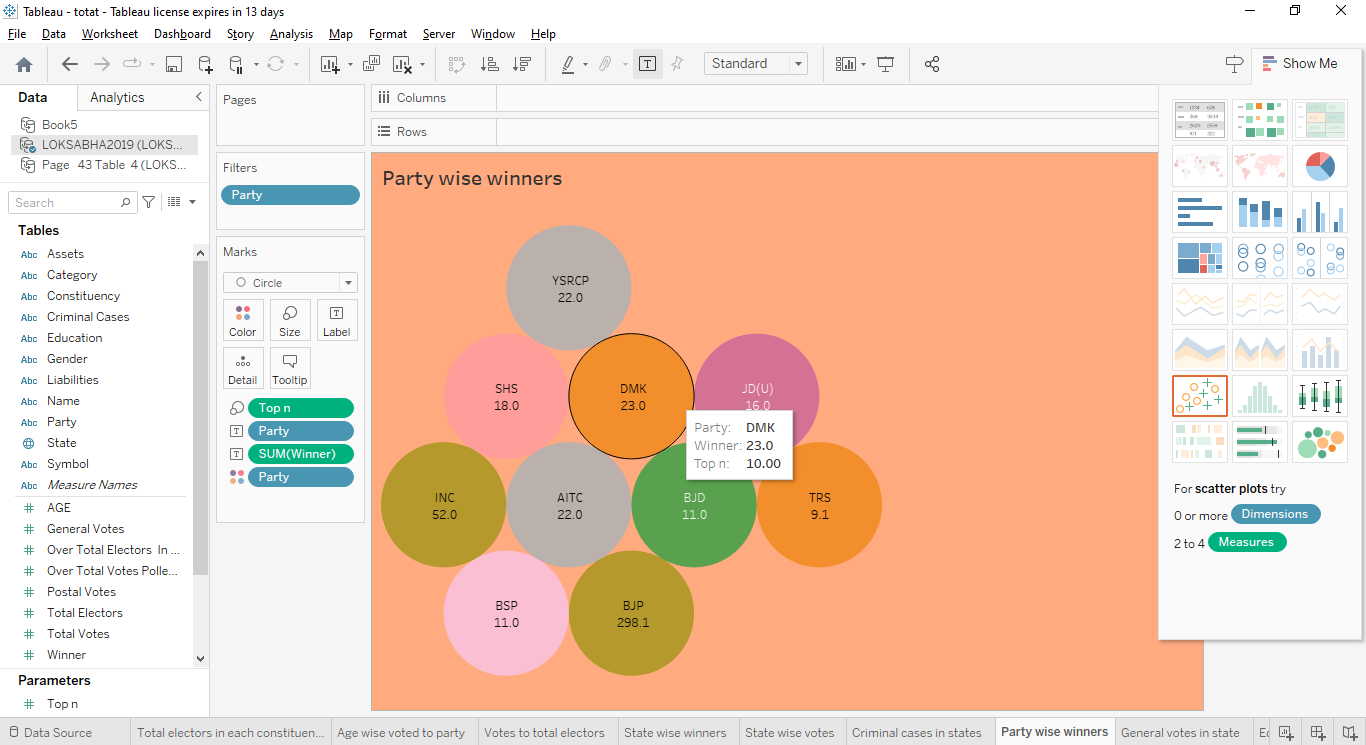 Tableau - totat - Tableau license expires in 13 days
File Data Worksheet Dashboard Story Analysis Map Format Server Window Help
Standard
Show Me
Data Analytics
Book5
LOKSABHA2019 (LOKS...
Page 43 Table 4 (LOKS...
Search
Tables
Abc Assets
Abc Category
Abc Constituency
Abc Criminal Cases
Abc Education
Abc Gender
Abc Liabilities
Abc Name
Abc Party
State
Abc Symbol
Abc Measure Names
# AGE
# General Votes
# Over Total Electors In ...
# Over Total Votes Polle...
# Postal Votes
# Total Electors
# Total Votes
# Winner
Parameters
# Top n
Pages
Filters
Party
Marks
Circle
Color Size Label
Detail Tooltip
Top n
Party
SUM(Winner)
Party
Columns
Rows
Party wise winners
YSRCP
22.0
SHS
18.0
DMK
23.0
JD(U)
16.0
Party: DMK
Winner: 23.0
Top n: 10.00
INC
52.0
AITC
22.0
BJD
11.0
TRS
9.1
BSP
11.0
BJP
298.1
For scatter plots try
0 or more Dimensions
2 to 4 Measures
Data Source Total electors in each constituen... Age wise voted to party Votes to total electors State wise winners State wise votes Criminal cases in states Party wise winners General votes in state